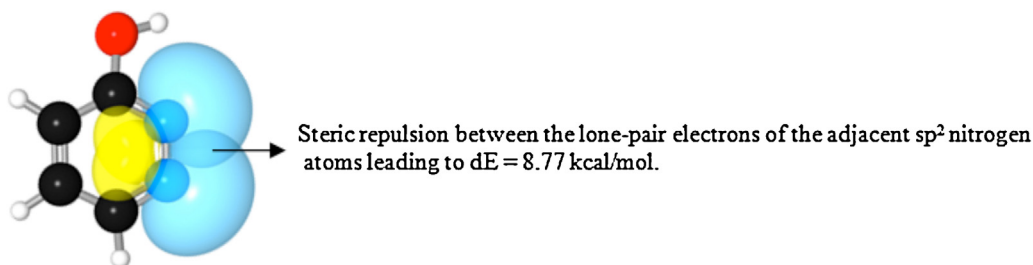 Steric repulsion between the lone-pair electrons of the adjacent sp² nitrogen
atoms leading to dE = 8.77 kcal/mol.